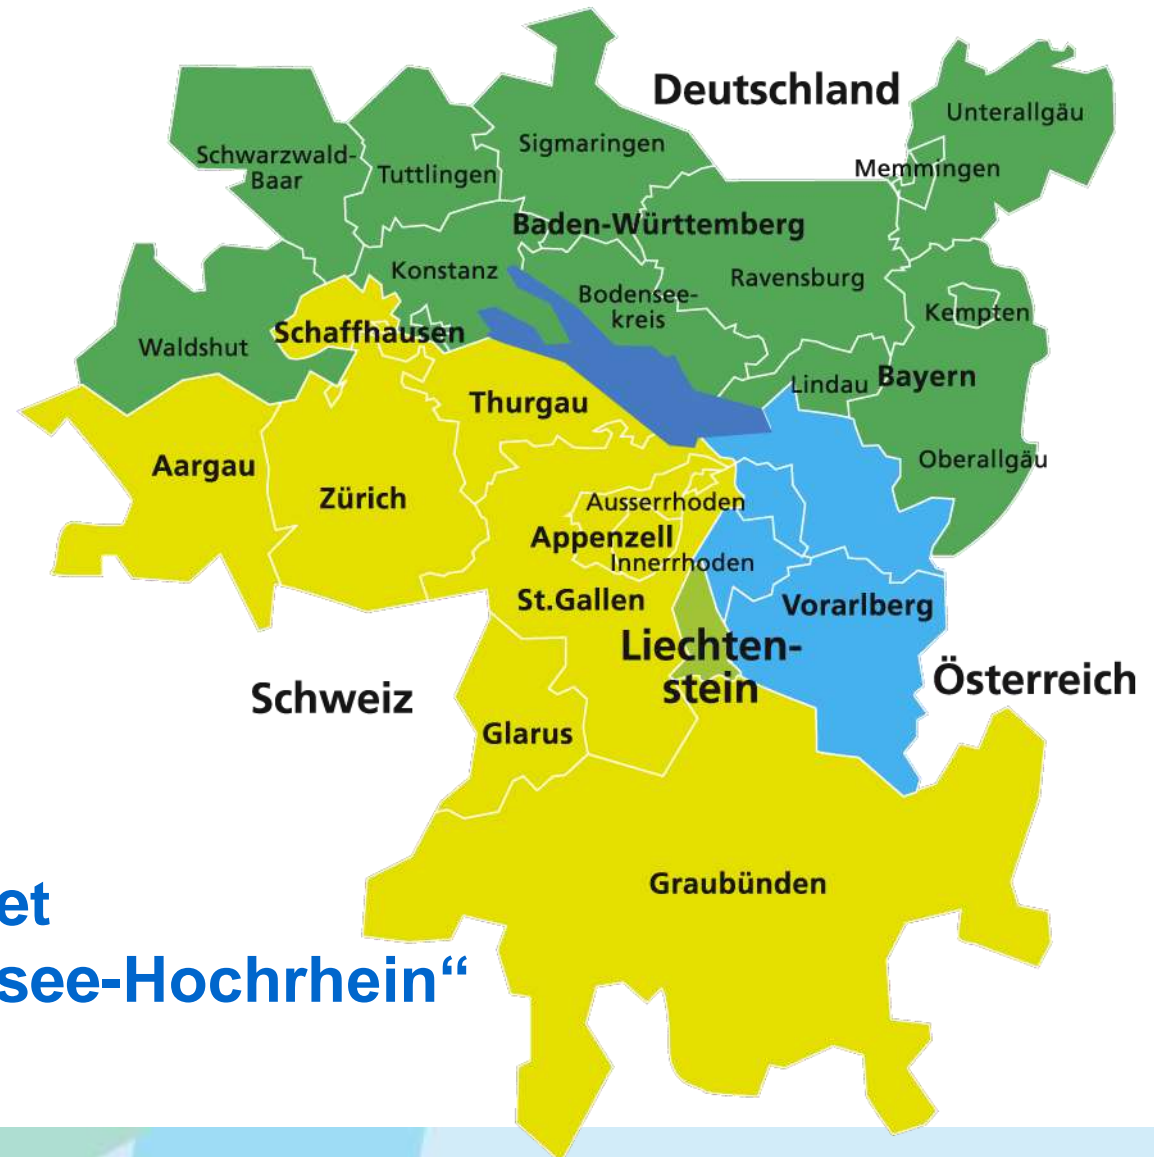 Deutschland
Unterallgäu
Sigmaringen
Schwarzwald-
Baar
Tuttlingen
Memmingen
Baden-Württemberg
Konstanz
Ravensburg
Bodensee-
kreis
Kempten
Schaffhausen
Waldshut
Lindau
Bayern
Thurgau
Oberallgäu
Aargau
Zürich
Ausserrhoden
Appenzell
Innerrhoden
St.Gallen
Vorarlberg
Liechten-
stein
Österreich
Schweiz
Glarus
Graubünden
et
see-Hochrhein“